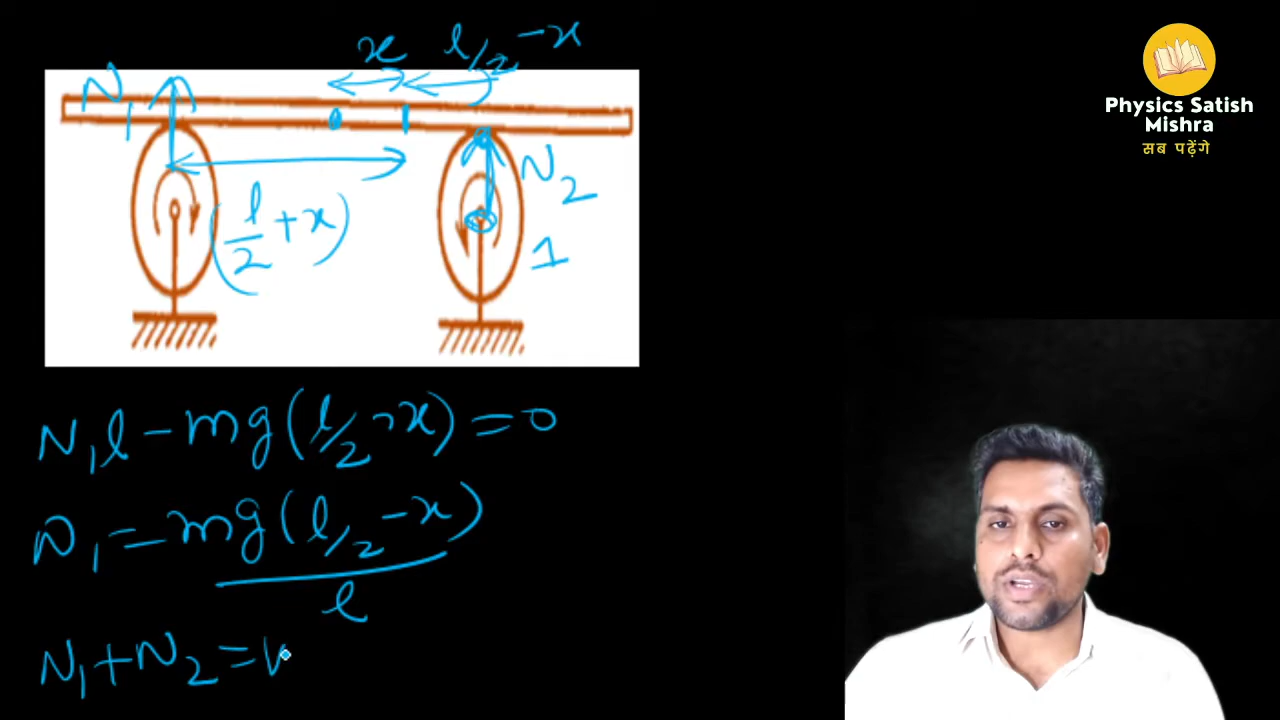 x l/2 - x
N1
(l/2 + x)
N2
1
Physics Satish
Mishra
सब पढ़ेंगे
N1 l - mg (l/2 - x) = 0
N1 = mg (l/2 - x) / l
N1 + N2 =